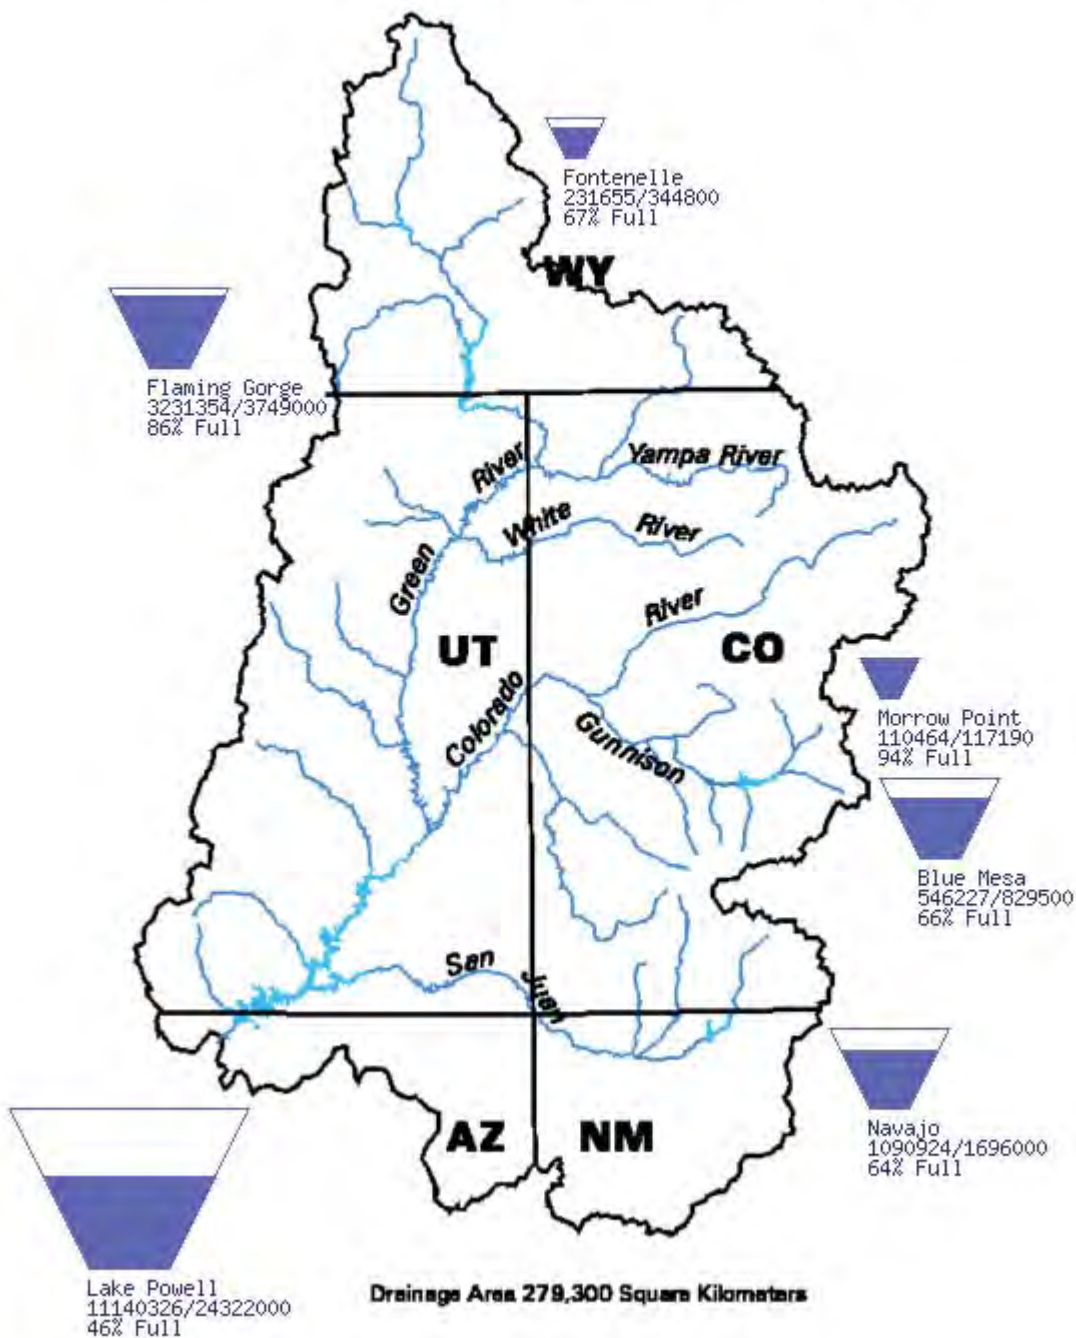 Fontenelle
231655/344800
67% Full
WY
Flaming Gorge
3231354/3749000
86% Full
Yampa River
River
White
River
Green
River
UT
CO
Colorado
Morrow Point
110464/117190
94% Full
Gunnison
Blue Mesa
546227/829500
66% Full
San
Juan
Navajo
1090924/1696000
64% Full
AZ
NM
Lake Powell
11140326/24322000
46% Full
Drainage Area 279,300 Square Kilometers